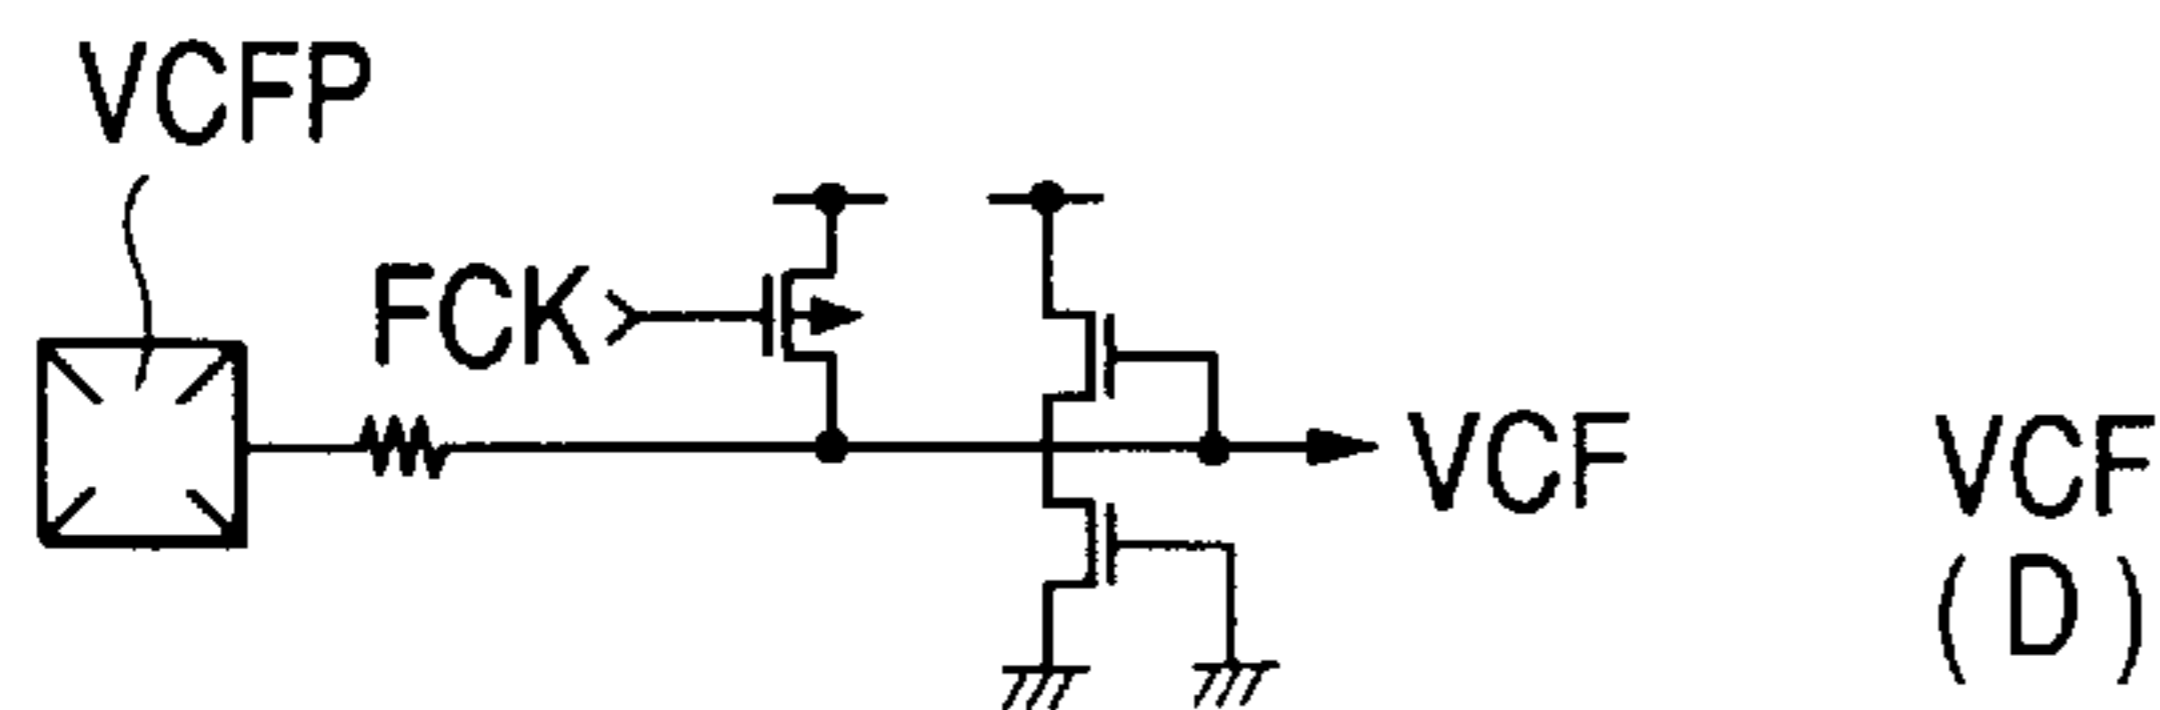 VCFP
FCK
VCF
VCF
( D )